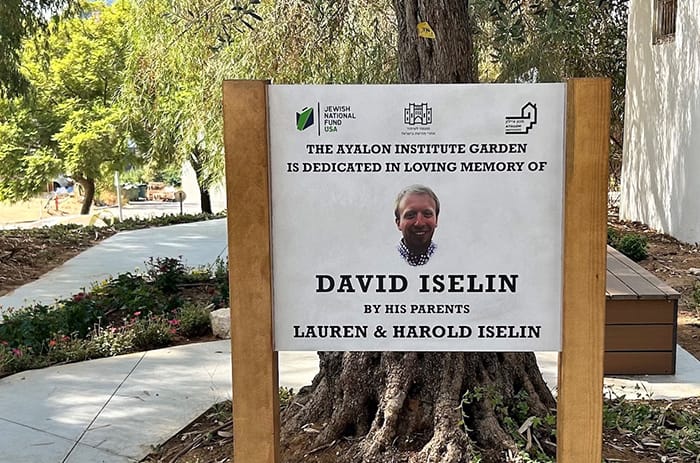 JEWISH
NATIONAL
FUND
USA
THE AYALON INSTITUTE GARDEN
IS DEDICATED IN LOVING MEMORY OF
DAVID ISELIN
BY HIS PARENTS
LAUREN & HAROLD ISELIN